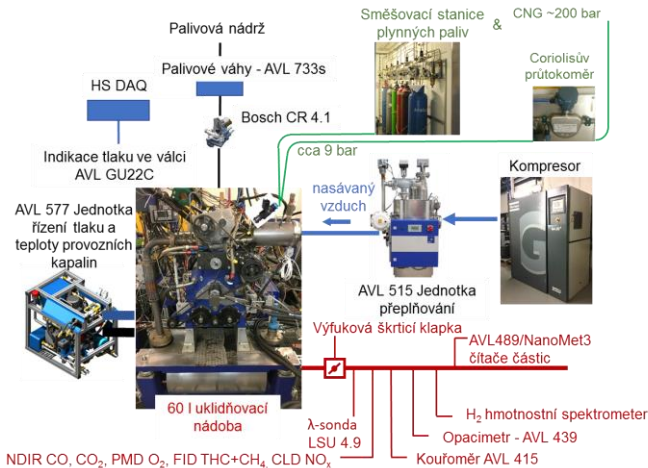 Palivová nádrž
Palivové váhy - AVL 733s
Bosch CR 4.1
HS DAQ
Indikace tlaku ve válci
AVL GU22C
Směšovací stanice
plynných paliv
&
CNG ~200 bar
Coriolisův
průtokoměr
cca 9 bar
nasávaný
vzduch
Kompresor
AVL 577 Jednotka
řízení tlaku a
teploty provozních
kapalin
AVL 515 Jednotka
přeplňování
G
Výfuková škrticí klapka
AVL489/NanoMet3
čítače částic
60 l uklidňovací
nádoba
λ-sonda
LSU 4.9
H₂ hmotnostní spektrometer
Opacimetr - AVL 439
Kouřoměr AVL 415
NDIR CO, CO₂, PMD O₂, FID THC+CH₄, CLD NOₓ